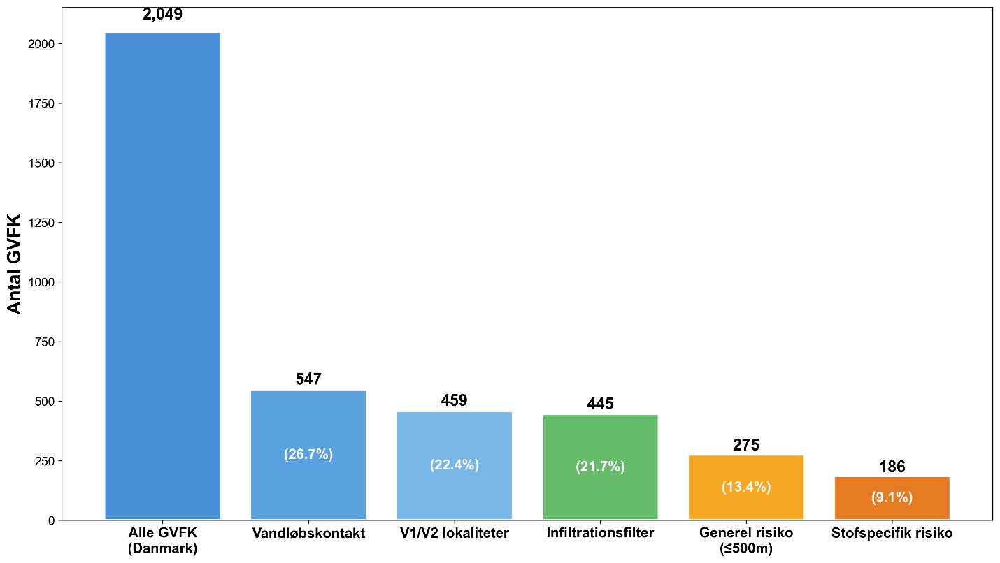 2,049
2000
1750
1500
1250
1000
750
500
250
0
Antal GVFK
547
(26.7%)
459
(22.4%)
445
(21.7%)
275
(13.4%)
186
(9.1%)
Alle GVFK
(Danmark)
Vandløbskontakt
V1/V2 lokaliteter
Infiltrationsfilter
Generel risiko
(≤500m)
Stofspecifik risiko